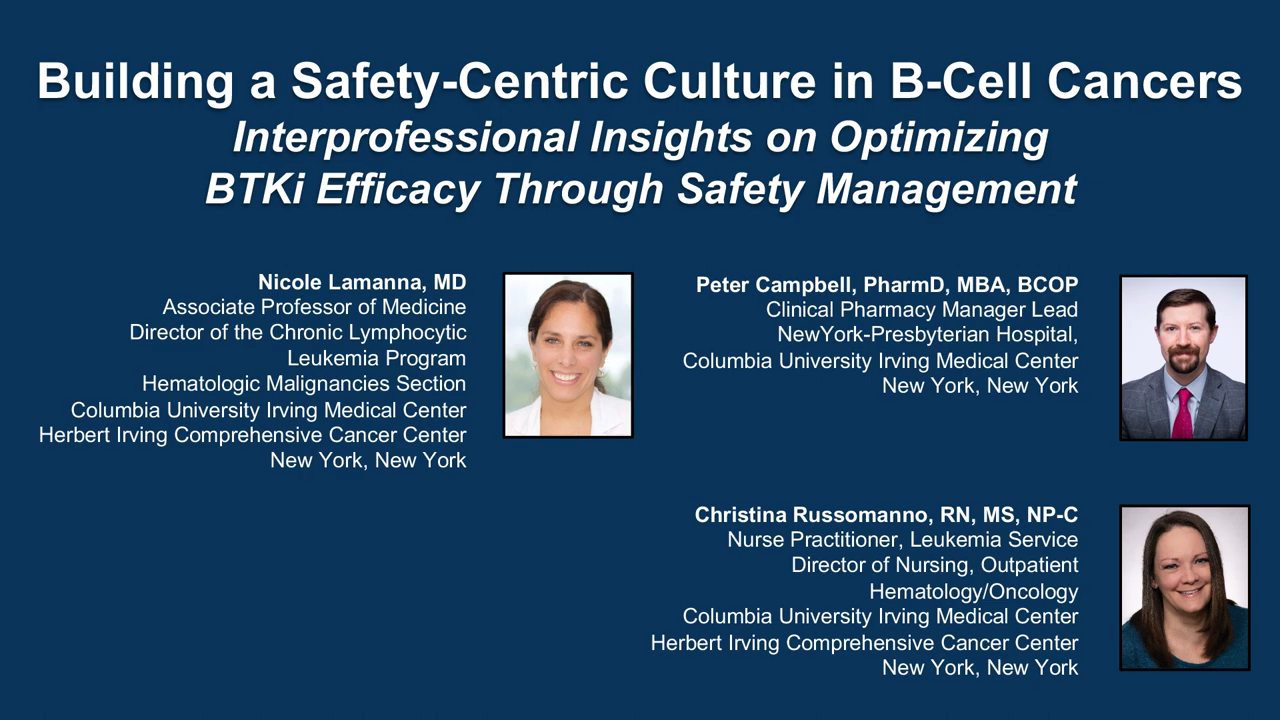 Building a Safety-Centric Culture in B-Cell Cancers
Interprofessional Insights on Optimizing
BTKi Efficacy Through Safety Management
Nicole Lamanna, MD
Associate Professor of Medicine
Director of the Chronic Lymphocytic
Leukemia Program
Hematologic Malignancies Section
Columbia University Irving Medical Center
Herbert Irving Comprehensive Cancer Center
New York, New York
Peter Campbell, PharmD, MBA, BCOP
Clinical Pharmacy Manager Lead
NewYork-Presbyterian Hospital,
Columbia University Irving Medical Center
New York, New York
Christina Russomanno, RN, MS, NP-C
Nurse Practitioner, Leukemia Service
Director of Nursing, Outpatient
Hematology/Oncology
Columbia University Irving Medical Center
Herbert Irving Comprehensive Cancer Center
New York, New York